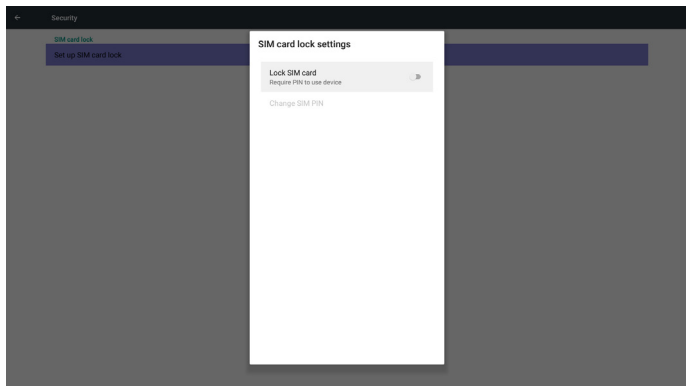 Security
SIM card lock
Set up SIM card lock
SIM card lock settings
Lock SIM card
Require PIN to use device
Change SIM PIN